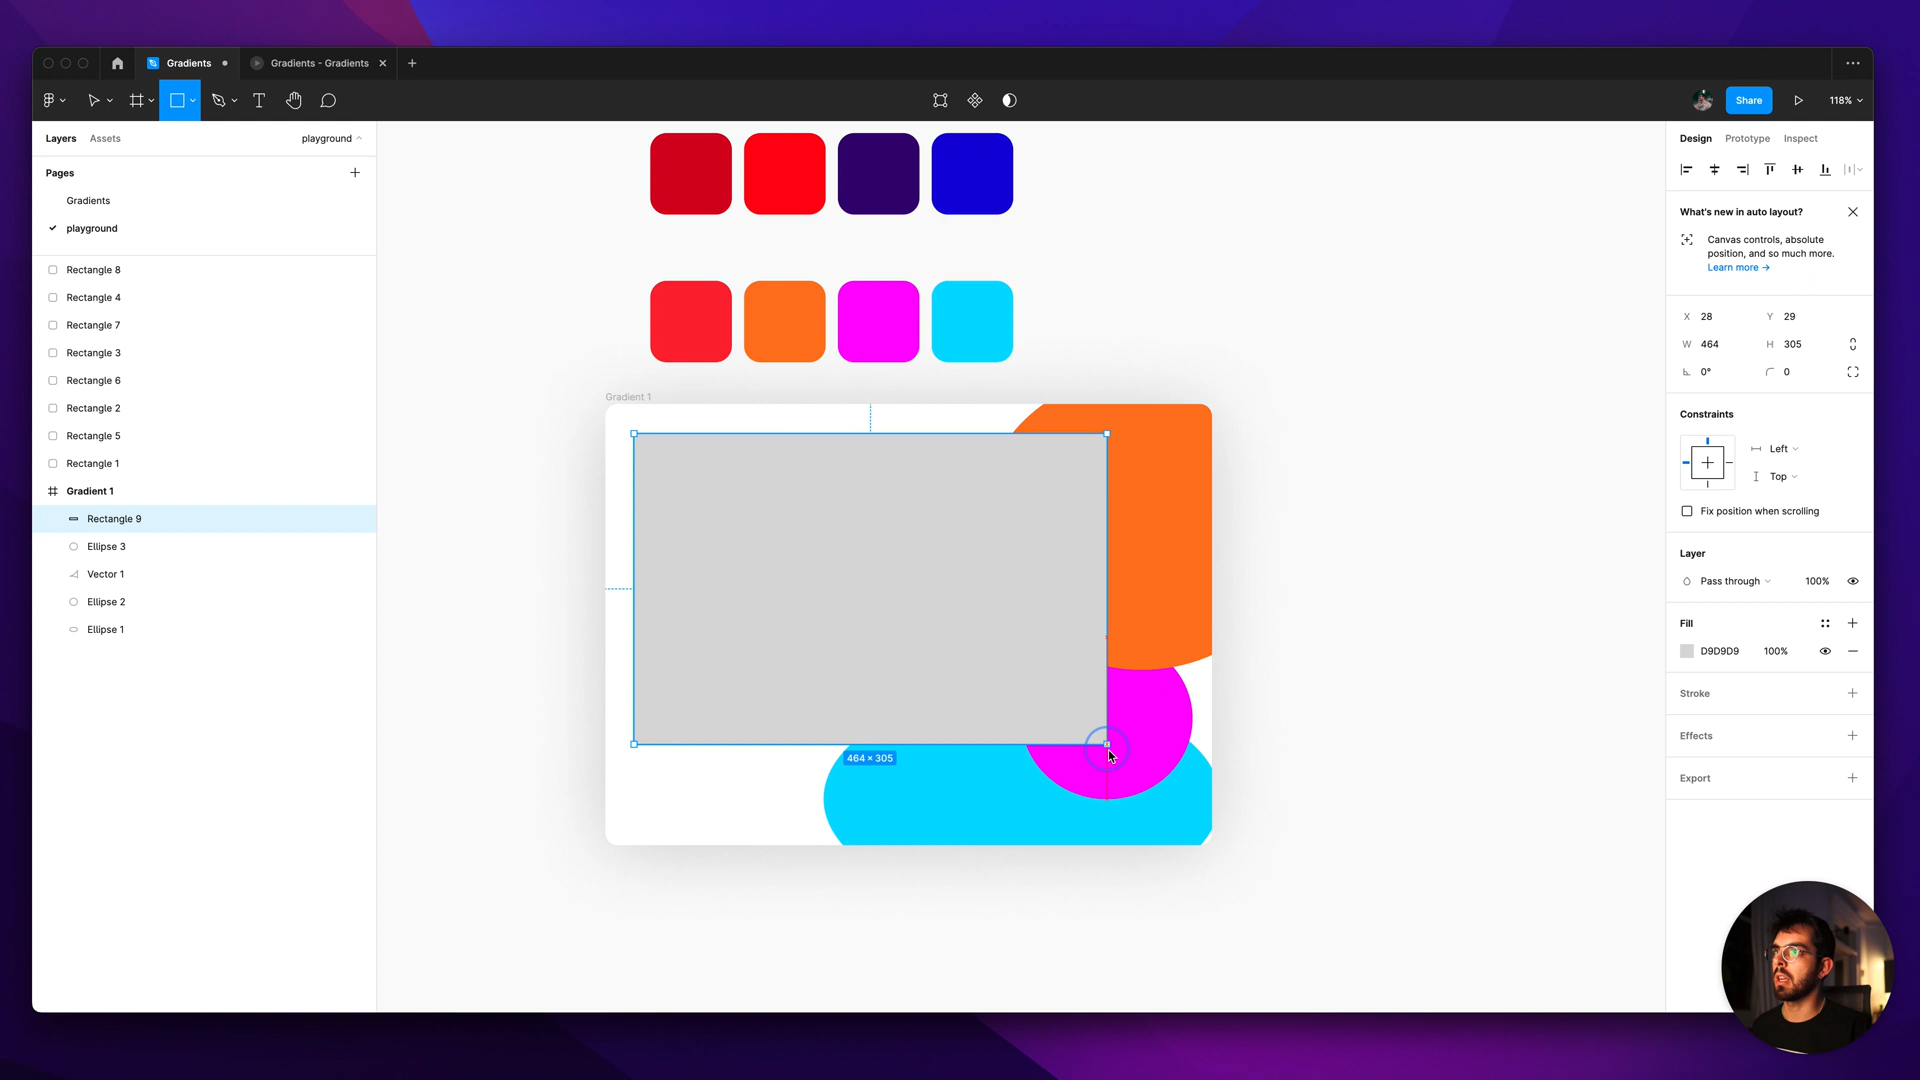 Gradients
Gradients - Gradients
Share
118%
Layers
Assets
playground
Pages
Gradients
playground
Rectangle 8
Rectangle 4
Rectangle 7
Rectangle 3
Rectangle 6
Rectangle 2
Rectangle 5
Rectangle 1
Gradient 1
Rectangle 9
Ellipse 3
Vector 1
Ellipse 2
Ellipse 1
Gradient 1
464 × 305
Design
Prototype
Inspect
What's new in auto layout?
Canvas controls, absolute
position, and so much more.
Learn more →
X 28
Y 29
W 464
H 305
0°
0
Constraints
Left
Top
Fix position when scrolling
Layer
Pass through
100%
Fill
D9D9D9
100%
Stroke
Effects
Export